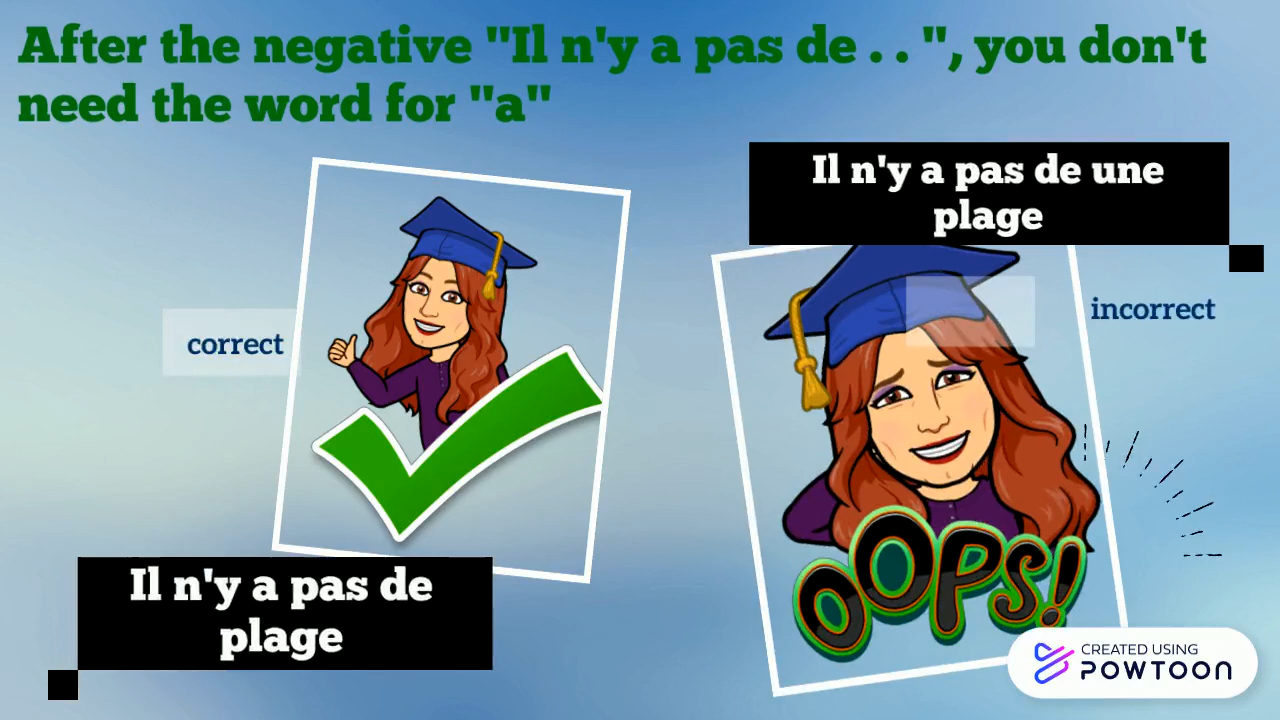 After the negative "Il n'y a pas de . . ", you don't
need the word for "a"
Il n'y a pas de une
plage
correct
incorrect
OOPS!
Il n'y a pas de
plage
CREATED USING
POWTOON